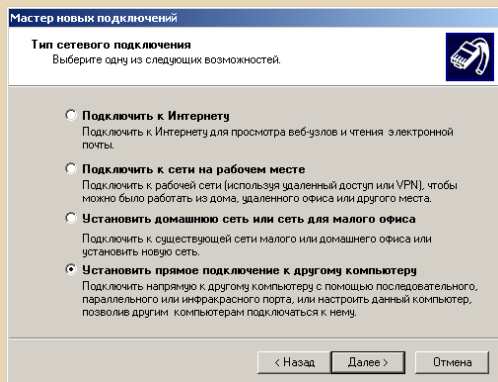 Мастер новых подключений
Тип сетевого подключения
Выберите одну из следующих возможностей.
Подключить к Интернету
Подключить к Интернету для просмотра веб-узлов и чтения электронной
почты.
Подключить к сети на рабочем месте
Подключить к рабочей сети (используя удаленный доступ или VPN), чтобы
можно было работать из дома, удаленного офиса или другого места.
Установить домашнюю сеть или сеть для малого офиса
Подключить к существующей сети малого или домашнего офиса или
установить новую сеть.
Установить прямое подключение к другому компьютеру
Подключить напрямую к другому компьютеру с помощью последовательного,
параллельного или инфракрасного порта, или настроить данный компьютер,
позволив другим компьютерам подключаться к нему.
< Назад Далее > Отмена